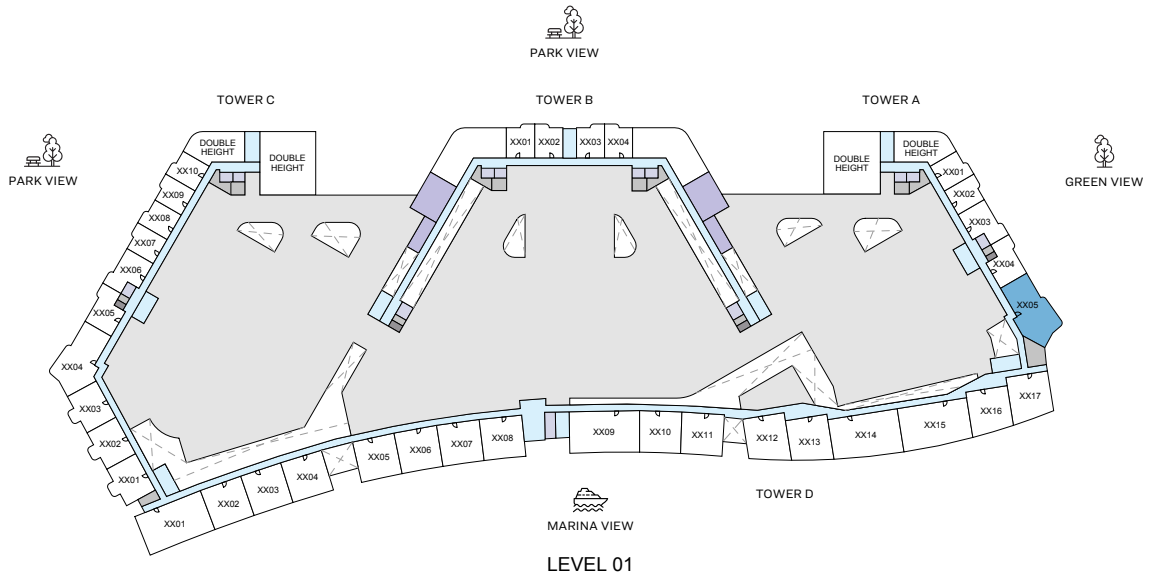 PARK VIEW
TOWER C
TOWER B
TOWER A
PARK VIEW
GREEN VIEW
DOUBLE
HEIGHT
DOUBLE
HEIGHT
XX10
XX09
XX08
XX07
XX06
XX05
XX04
XX03
XX02
XX01
XX01
XX02
XX03
XX04
DOUBLE
HEIGHT
DOUBLE
HEIGHT
XX01
XX02
XX03
XX04
XX05
XX01
XX02
XX03
XX04
XX05
XX06
XX07
XX08
XX09
XX10
XX11
XX12
XX13
XX14
XX15
XX16
XX17
TOWER D
MARINA VIEW
LEVEL 01